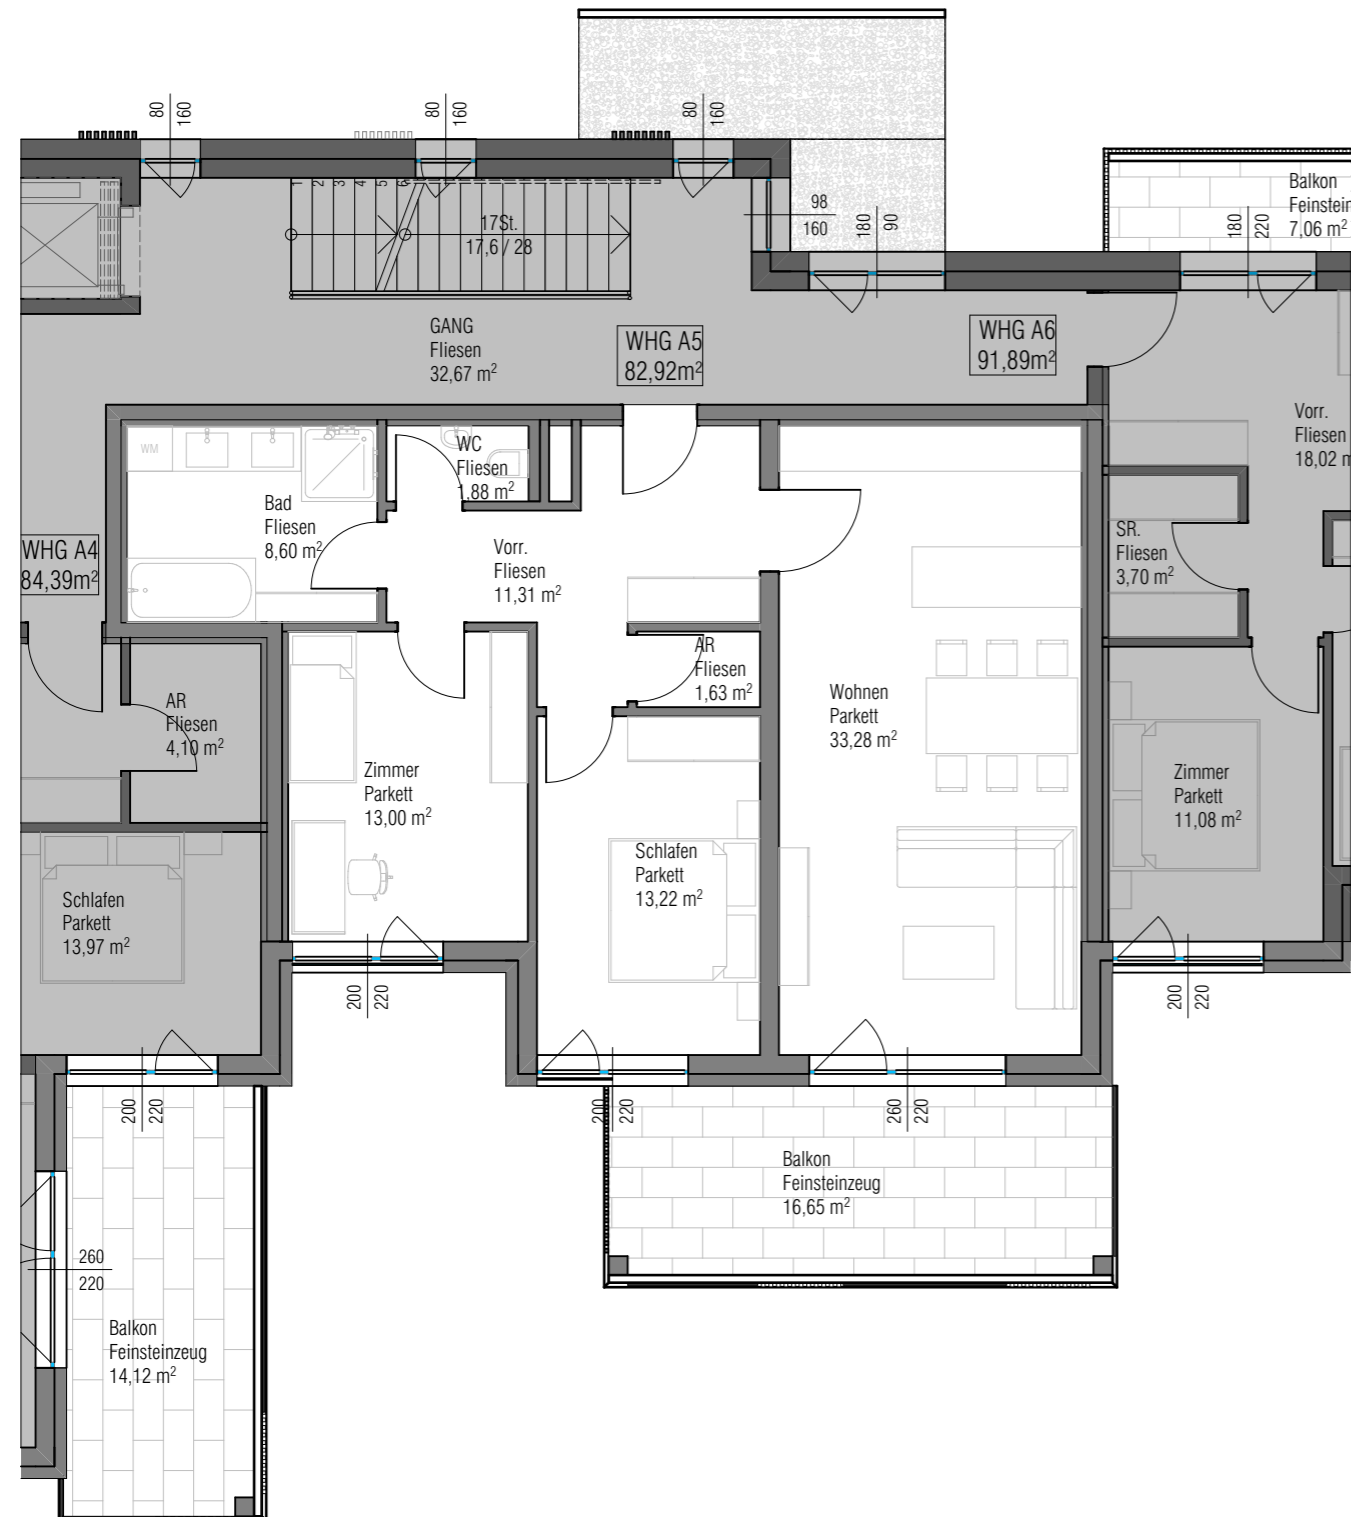 80
160
80
160
80
160
98
160
180
90
180
220
Balkon
Feinstein
7,06 m²
1
2
3
4
5
6
17St.
17,6 / 28
GANG
Fliesen
32,67 m²
WHG A5
82,92m²
WHG A6
91,89m²
Vorr.
Fliesen
18,02 m
WM
WC
Fliesen
1,88 m²
Bad
Fliesen
8,60 m²
Vorr.
Fliesen
11,31 m²
SR.
Fliesen
3,70 m²
WHG A4
84,39m²
AR
Fliesen
4,10 m²
AR
Fliesen
1,63 m²
Wohnen
Parkett
33,28 m²
Zimmer
Parkett
13,00 m²
Zimmer
Parkett
11,08 m²
Schlafen
Parkett
13,22 m²
Schlafen
Parkett
13,97 m²
200
220
200
220
200
220
200
220
260
220
Balkon
Feinsteinzeug
16,65 m²
260
220
Balkon
Feinsteinzeug
14,12 m²